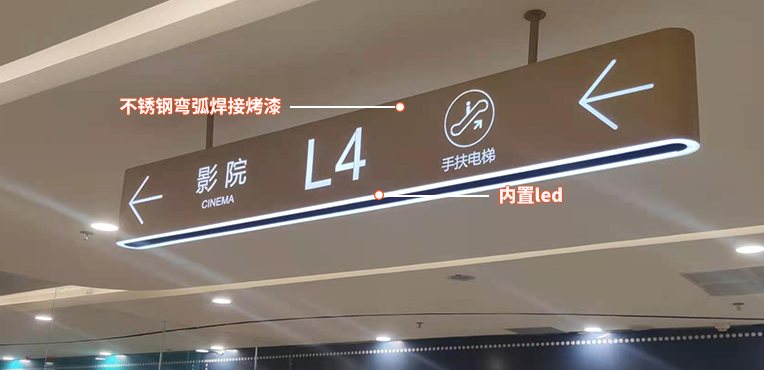 不锈钢弯弧焊接烤漆
影院
CINEMA
L4
手扶电梯
内置led